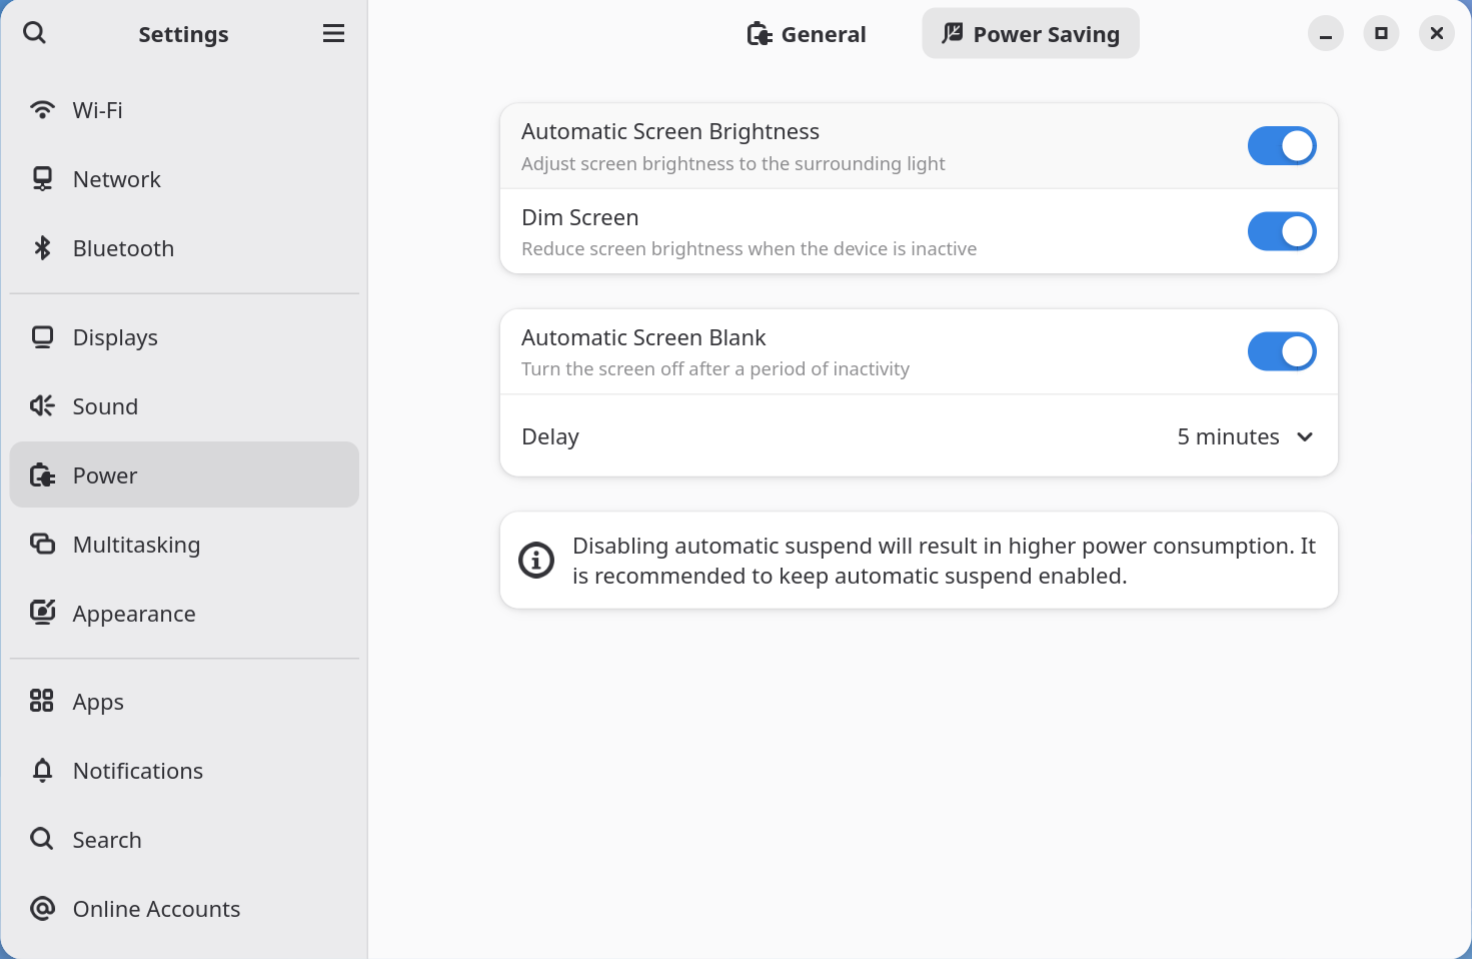 Settings
General
Power Saving
Wi-Fi
Network
Bluetooth
Displays
Sound
Power
Multitasking
Appearance
Apps
Notifications
Search
Online Accounts
Automatic Screen Brightness
Adjust screen brightness to the surrounding light
Dim Screen
Reduce screen brightness when the device is inactive
Automatic Screen Blank
Turn the screen off after a period of inactivity
Delay
5 minutes
Disabling automatic suspend will result in higher power consumption. It
is recommended to keep automatic suspend enabled.